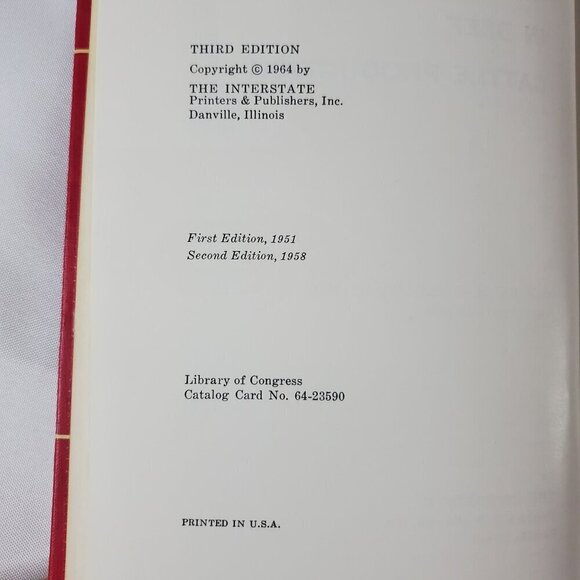 THIRD EDITION
Copyright © 1964 by
THE INTERSTATE
Printers & Publishers, Inc.
Danville, Illinois
First Edition, 1951
Second Edition, 1958
Library of Congress
Catalog Card No. 64-23590
PRINTED IN U.S.A.